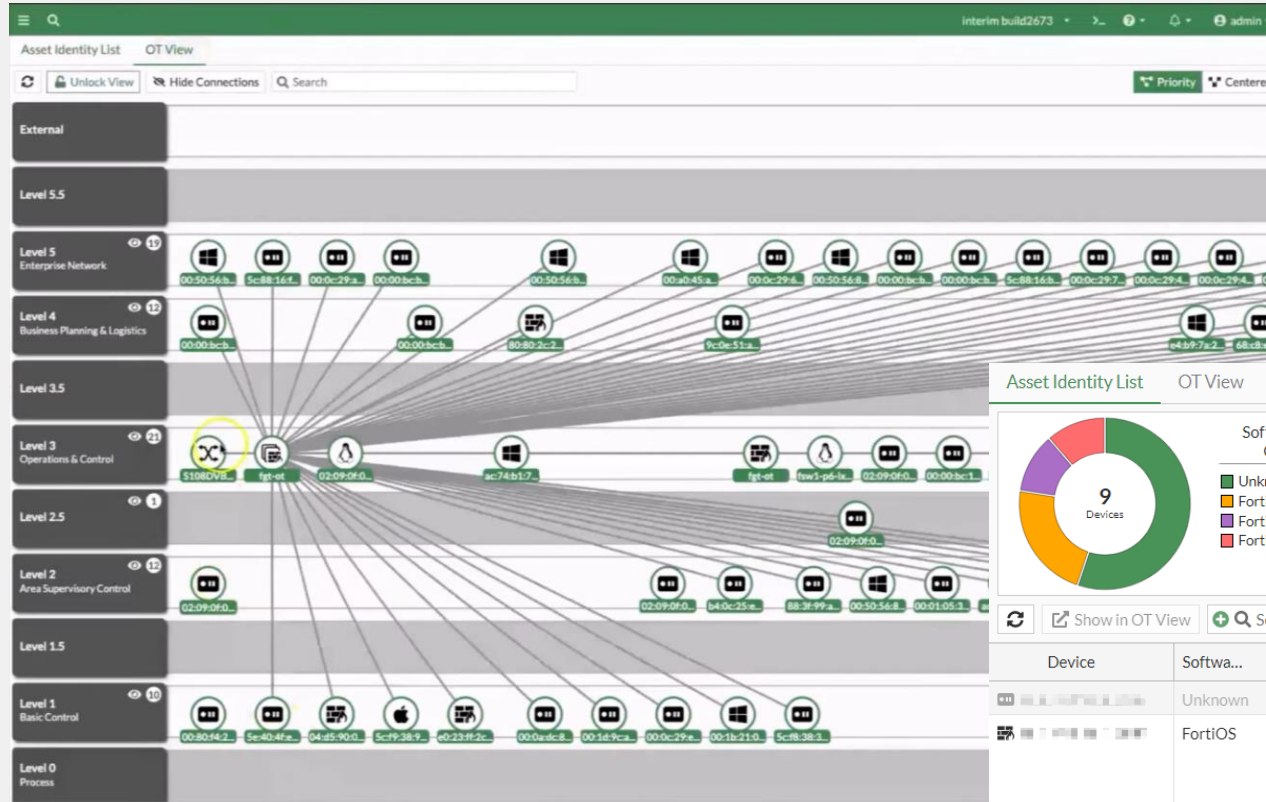 interim build2673
admin
Asset Identity List
OT View
Unlock View
Hide Connections
Search
Priority
Centere
External
Level 5.5
Level 5
19
Enterprise Network
00:50:56:b...
5c:88:16:f...
00:0c:29:a...
00:00:bc:b...
00:50:56:b...
00:a0:45:a...
00:0c:29:6...
00:50:56:8...
00:00:bc:b...
00:00:bc:b...
5c:88:16:b...
00:0c:29:7...
00:0c:29:4...
00:0c:29:4...
Level 4
12
Business Planning & Logistics
00:00:bc:b...
00:00:bc:b...
80:80:2c:2...
9c:0e:51:a...
e4:b9:7a:2...
Level 3.5
Level 3
21
Operations & Control
S108DVB...
fgt-ot
02:09:0f:0...
ac:74:b1:7...
fgt-ot
fsw1-p6-lx...
02:09:0f:0...
00:00:bc:1...
Level 2.5
1
02:09:0f:0...
Level 2
12
Area Supervisory Control
02:09:0f:0...
02:09:0f:0...
b4:0c:25:e...
88:3f:99:a...
00:50:56:8...
00:01:05:3...
Level 1.5
Level 1
10
Basic Control
00:80:f4:2...
5e:40:4f:e...
04:d5:90:0...
5c:f9:38:9...
e0:23:ff:2c...
00:0a:dc:8...
00:1d:9c:a...
00:0c:29:e...
00:1b:21:0...
5c:f8:38:3...
Level 0
Process
Asset Identity List
OT View
Sof
9
Devices
Unk
Fort
Fort
Fort
Show in OT View
Device
Softwa...
Unknown
FortiOS